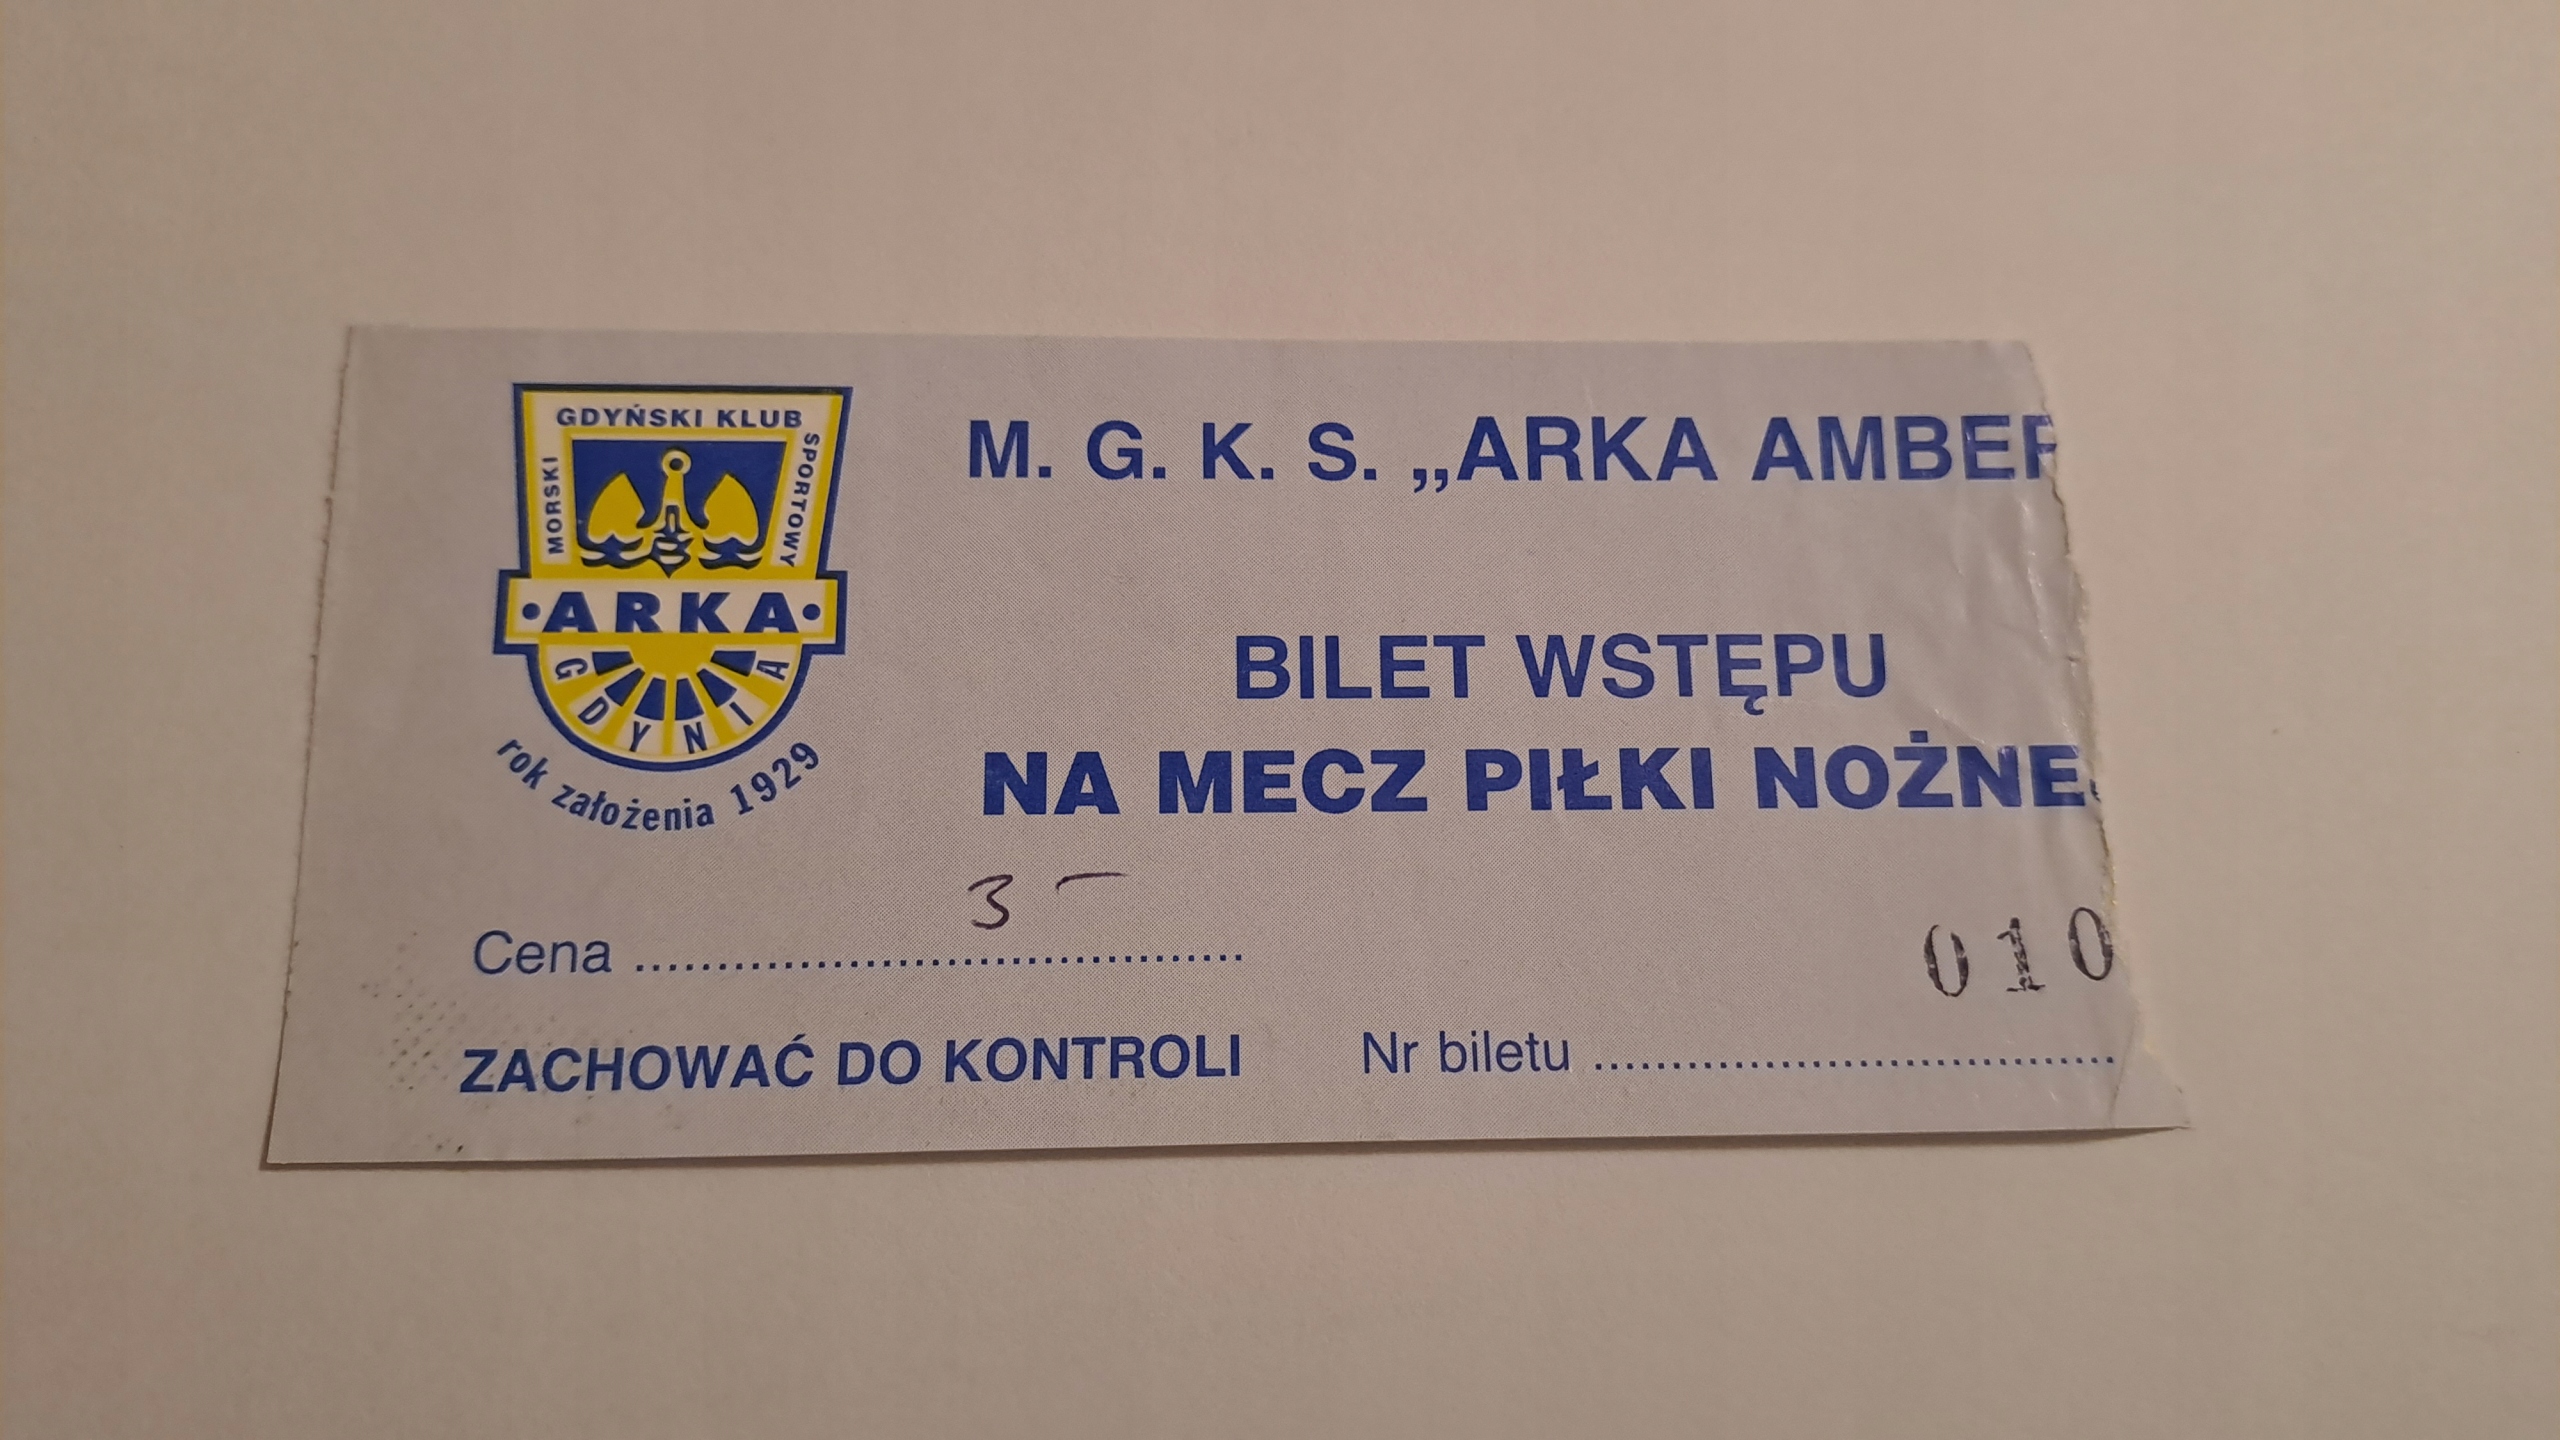 GDYŃSKI KLUB
MORSKI
SPORTOWY
•ARKA•
GDYNIA
rok założenia 1929
M. G. K. S. „ARKA AMBER
BILET WSTĘPU
NA MECZ PIŁKI NOŻNEJ
3 -
Cena ........................................
010
ZACHOWAĆ DO KONTROLI
Nr biletu ........................................